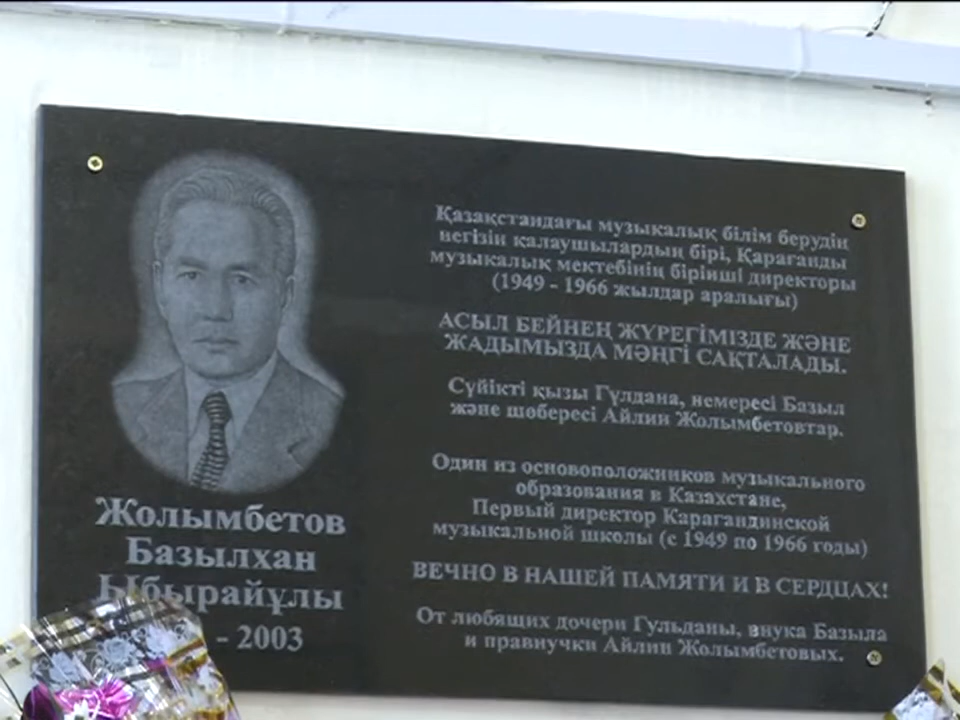 Қазақстандағы музыкалық білім берудің
негізін қалаушылардың бірі, Қарағанды
музыкалық мектебінің бірінші директоры
(1949 - 1966 жылдар аралығы)
АСЫЛ БЕЙНЕҢ ЖҮРЕГІМІЗДЕ ЖӘНЕ
ЖАДЫМЫЗДА МӘҢГІ САҚТАЛАДЫ.
Сүйікті қызы Гүлдана, немересі Базыл
және шөбересі Айлин Жолымбетовтар.
Один из основоположников музыкального
образования в Казахстане,
Первый директор Карагандинской
музыкальной школы (с 1949 по 1966 годы)
ВЕЧНО В НАШЕЙ ПАМЯТИ И В СЕРДЦАХ!
От любящих дочери Гульданы, внука Базыла
и правнучки Айлин Жолымбетовых.
Жолымбетов
Базылхан
Ыбырайұлы
- 2003